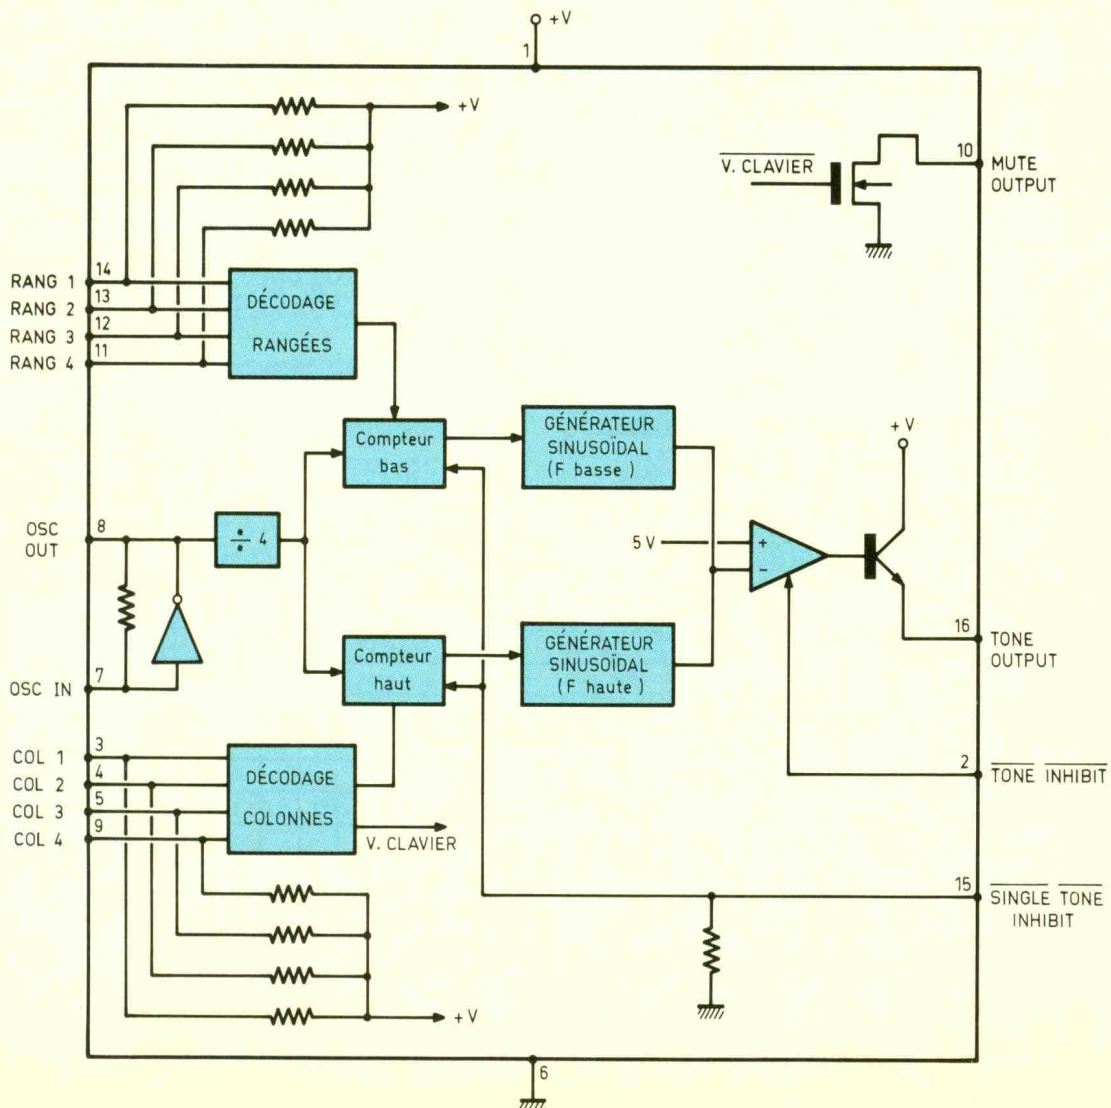 +V
1
+V
V. CLAVIER
10
MUTE
OUTPUT
14
RANG 1
13
RANG 2
12
RANG 3
11
RANG 4
DÉCODAGE
RANGÉES
Compteur
bas
GÉNÉRATEUR
SINUSOÏDAL
(F basse)
+V
OSC
OUT
8
÷ 4
5 V
+
−
16
TONE
OUTPUT
7
OSC IN
Compteur
haut
GÉNÉRATEUR
SINUSOÏDAL
(F haute)
3
COL 1
4
COL 2
5
COL 3
9
COL 4
DÉCODAGE
COLONNES
V. CLAVIER
2
TONE INHIBIT
15
SINGLE TONE
INHIBIT
+V
6